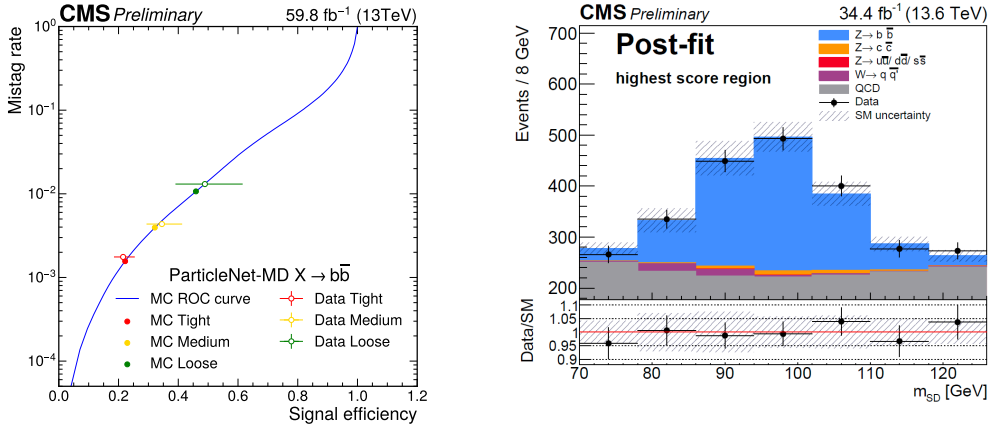 CMS Preliminary 59.8 fb⁻¹ (13TeV)
Mistag rate
10⁰
10⁻¹
10⁻²
10⁻³
10⁻⁴
ParticleNet-MD X → bb̅
MC ROC curve
MC Tight
MC Medium
MC Loose
Data Tight
Data Medium
Data Loose
0.0 0.2 0.4 0.6 0.8 1.0 1.2
Signal efficiency
CMS Preliminary 34.4 fb⁻¹ (13.6 TeV)
Events / 8 GeV
700
600
500
400
300
200
Post-fit
highest score region
Z→ b b̅
Z→ c c̅
Z→ uu̅/ dd̅/ ss̅
W→ q q̅'
QCD
Data
SM uncertainty
Data/SM
1.1
1.05
1
0.95
0.9
70 80 90 100 110 120
m_SD [GeV]